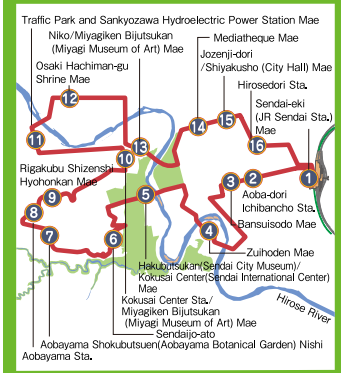 Traffic Park and Sankyozawa Hydroelectric Power Station Mae
Niko/Miyagiken Bijutsukan
(Miyagi Museum of Art) Mae
Mediatheque Mae
Osaki Hachiman-gu
Shrine Mae
Jozenji-dori
/Shiyakusho (City Hall) Mae
Hirosedori Sta.
Sendai-eki
(JR Sendai Sta.)
Mae
12
11
13
14
15
16
10
Rigakubu Shizenshi
Hyohonkan Mae
9
8
7
6
5
4
3
2
1
Aoba-dori
Ichibancho Sta.
Bansuisodo Mae
Zuihoden Mae
Hakubutsukan(Sendai City Museum)/
Kokusai Center(Sendai International Center)
Mae
Hirose River
Kokusai Center Sta./
Miyagiken Bijutsukan
(Miyagi Museum of Art) Mae
Sendaijo-ato
Aobayama Shokubutsuen(Aobayama Botanical Garden) Nishi
Aobayama Sta.